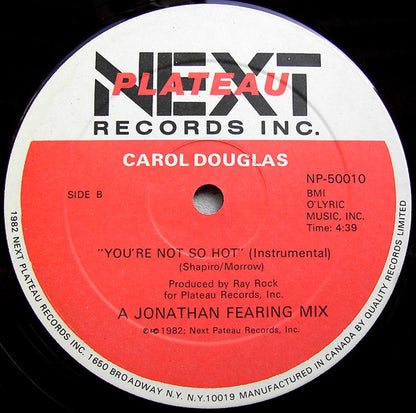 NEXT
PLATEAU
RECORDS INC.
CAROL DOUGLAS
SIDE B
NP-50010
BMI
O'LYRIC
MUSIC, INC.
Time: 4:39
"YOU'RE NOT SO HOT" (Instrumental)
(Shapiro/Morrow)
Produced by Ray Rock
for Plateau Records, Inc.
A JONATHAN FEARING MIX
©℗1982; Next Pateau Records, Inc.
1982 NEXT PLATEAU RECORDS INC. 1650 BROADWAY N.Y. N.Y.10019 MANUFACTURED IN CANADA BY QUALITY RECORDS LIMITED